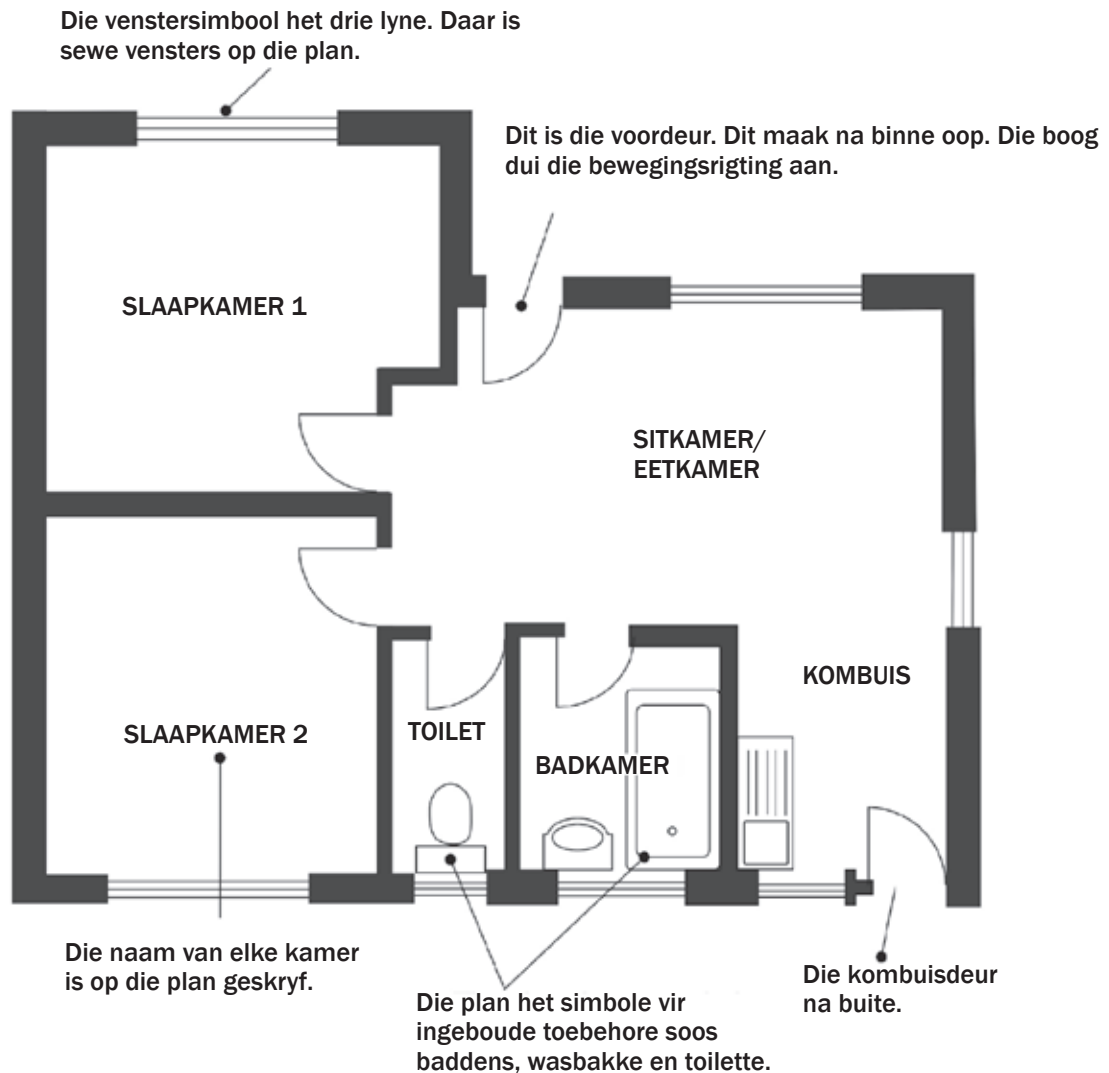 Die venstersimbool het drie lyne. Daar is
sewe vensters op die plan.
Dit is die voordeur. Dit maak na binne oop. Die boog
dui die bewegingsrigting aan.
SLAAPKAMER 1
SITKAMER/
EETKAMER
KOMBUIS
SLAAPKAMER 2
TOILET
BADKAMER
Die naam van elke kamer
is op die plan geskryf.
Die plan het simbole vir
ingeboude toebehore soos
baddens, wasbakke en toilette.
Die kombuisdeur
na buite.